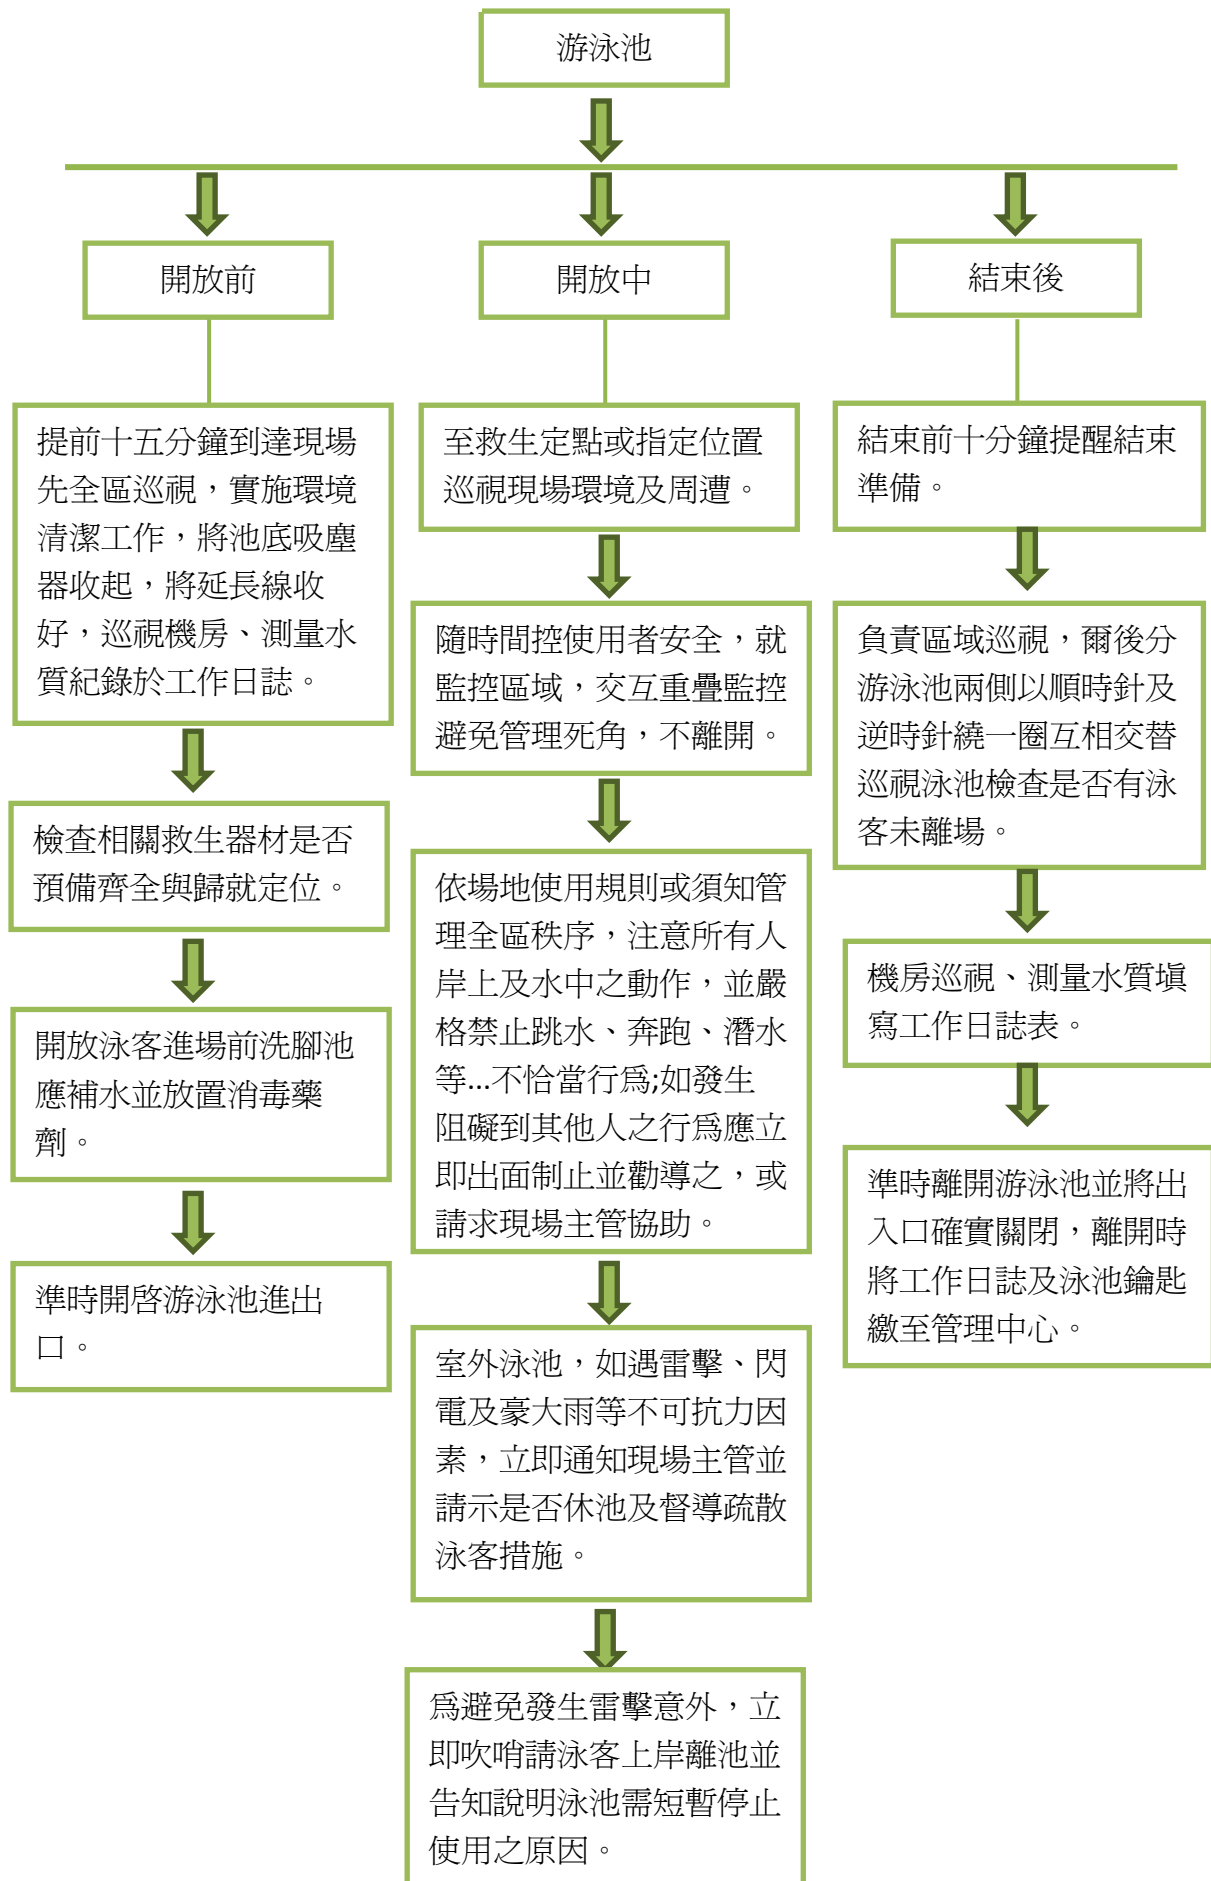 游泳池
開放前
提前十五分鐘到達現場
先全區巡視，實施環境
清潔工作，將池底吸塵
器收起，將延長線收
好，巡視機房、測量水
質紀錄於工作日誌。
檢查相關救生器材是否
預備齊全與歸就定位。
開放泳客進場前洗腳池
應補水並放置消毒藥
劑。
準時開啓游泳池進出
口。
開放中
至救生定點或指定位置
巡視現場環境及周遭。
隨時間控使用者安全，就
監控區域，交互重疊監控
避免管理死角，不離開。
依場地使用規則或須知管
理全區秩序，注意所有人
岸上及水中之動作，並嚴
格禁止跳水、奔跑、潛水
等…不恰當行爲;如發生
阻礙到其他人之行爲應立
即出面制止並勸導之，或
請求現場主管協助。
室外泳池，如遇雷擊、閃
電及豪大雨等不可抗力因
素，立即通知現場主管並
請示是否休池及督導疏散
泳客措施。
爲避免發生雷擊意外，立
即吹哨請泳客上岸離池並
告知說明泳池需短暫停止
使用之原因。
結束後
結束前十分鐘提醒結束
準備。
負責區域巡視，爾後分
游泳池兩側以順時針及
逆時針繞一圈互相交替
巡視泳池檢查是否有泳
客未離場。
機房巡視、測量水質塡
寫工作日誌表。
準時離開游泳池並將出
入口確實關閉，離開時
將工作日誌及泳池鑰匙
繳至管理中心。